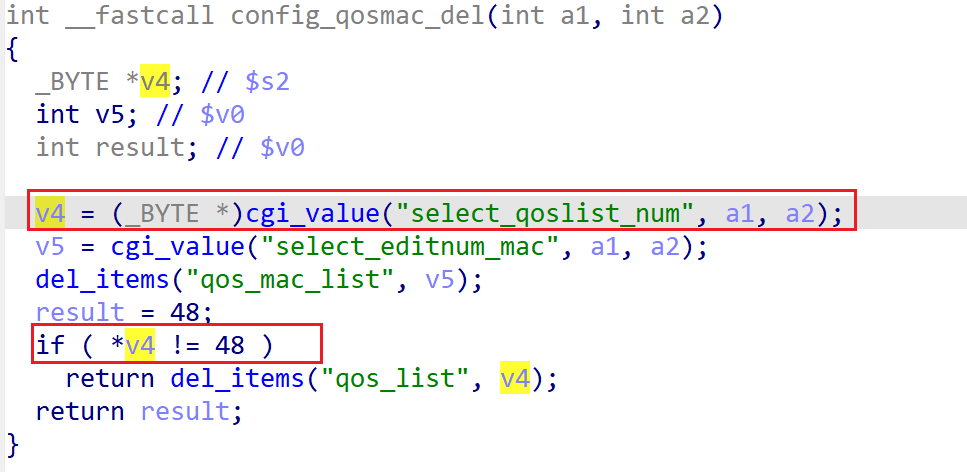 int __fastcall config_qosmac_del(int a1, int a2)
{
  _BYTE *v4; // $s2
  int v5; // $v0
  int result; // $v0
  v4 = (_BYTE *)cgi_value("select_qoslist_num", a1, a2);
  v5 = cgi_value("select_editnum_mac", a1, a2);
  del_items("qos_mac_list", v5);
  result = 48;
  if ( *v4 != 48 )
    return del_items("qos_list", v4);
  return result;
}